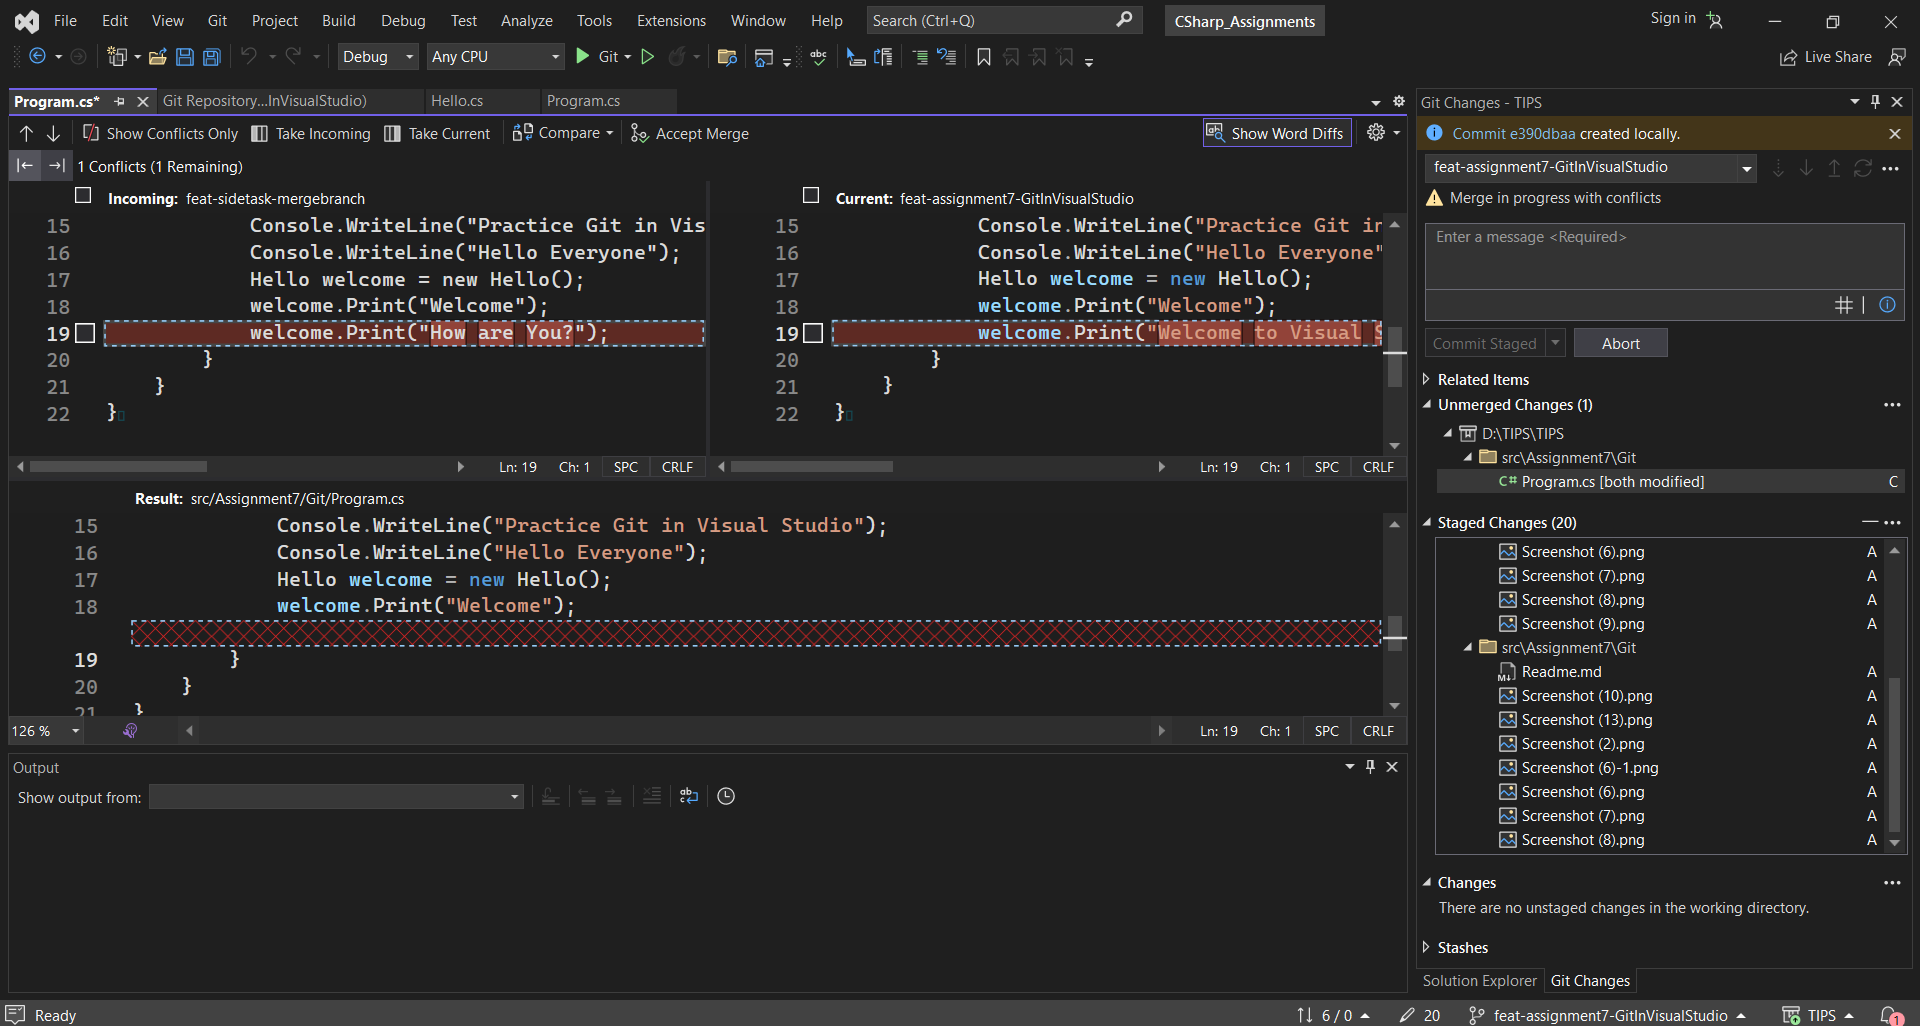 File Edit View Git Project Build Debug Test Analyze Tools Extensions Window Help Search (Ctrl+Q) CSharp_Assignments Sign in
Debug Any CPU Git Live Share
Program.cs* Git Repository...InVisualStudio) Hello.cs Program.cs
Show Conflicts Only Take Incoming Take Current Compare Accept Merge Show Word Diffs
1 Conflicts (1 Remaining)
Incoming: feat-sidetask-mergebranch
15 Console.WriteLine("Practice Git in Vis
16 Console.WriteLine("Hello Everyone");
17 Hello welcome = new Hello();
18 welcome.Print("Welcome");
19 welcome.Print("How are You?");
20 }
21 }
22 }
Ln: 19 Ch: 1 SPC CRLF
Current: feat-assignment7-GitInVisualStudio
15 Console.WriteLine("Practice Git in
16 Console.WriteLine("Hello Everyone"
17 Hello welcome = new Hello();
18 welcome.Print("Welcome");
19 welcome.Print("Welcome to Visual S
20 }
21 }
22 }
Ln: 19 Ch: 1 SPC CRLF
Result: src/Assignment7/Git/Program.cs
15 Console.WriteLine("Practice Git in Visual Studio");
16 Console.WriteLine("Hello Everyone");
17 Hello welcome = new Hello();
18 welcome.Print("Welcome");
19 }
20 }
21 }
126 % Ln: 19 Ch: 1 SPC CRLF
Output
Show output from:
Git Changes - TIPS
Commit e390dbaa created locally.
feat-assignment7-GitInVisualStudio
Merge in progress with conflicts
Enter a message <Required>
Commit Staged Abort
Related Items
Unmerged Changes (1)
D:\TIPS\TIPS
src\Assignment7\Git
C# Program.cs [both modified] C
Staged Changes (20)
Screenshot (6).png A
Screenshot (7).png A
Screenshot (8).png A
Screenshot (9).png A
src\Assignment7\Git
Readme.md A
Screenshot (10).png A
Screenshot (13).png A
Screenshot (2).png A
Screenshot (6)-1.png A
Screenshot (6).png A
Screenshot (7).png A
Screenshot (8).png A
Changes
There are no unstaged changes in the working directory.
Stashes
Solution Explorer Git Changes
Ready 6 / 0 20 feat-assignment7-GitInVisualStudio TIPS 1